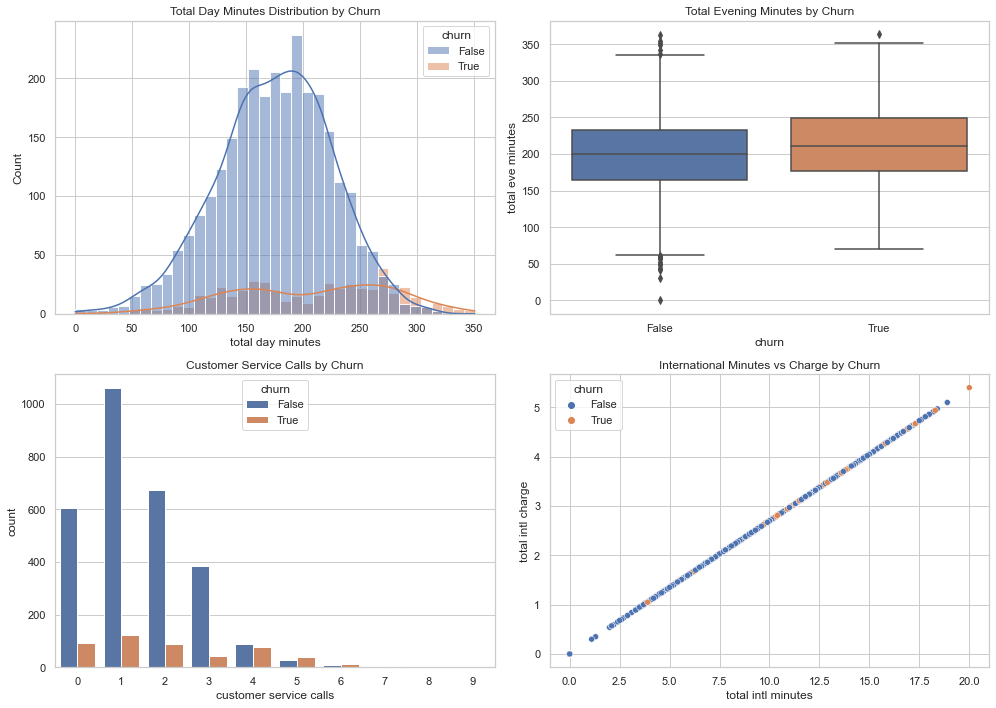 Total Day Minutes Distribution by Churn
churn
False
True
200
150
100
50
0
Count
0 50 100 150 200 250 300 350
total day minutes
Total Evening Minutes by Churn
350
300
250
200
150
100
50
0
total eve minutes
False True
churn
Customer Service Calls by Churn
churn
False
True
1000
800
600
400
200
0
count
0 1 2 3 4 5 6 7 8 9
customer service calls
International Minutes vs Charge by Churn
churn
False
True
5
4
3
2
1
0
total intl charge
0.0 2.5 5.0 7.5 10.0 12.5 15.0 17.5 20.0
total intl minutes